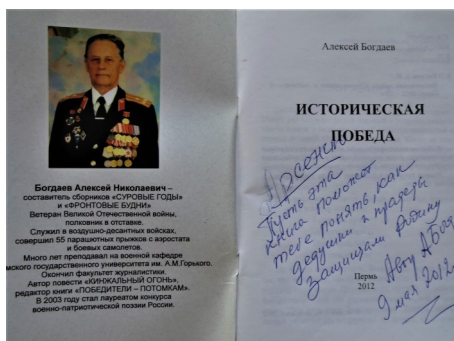 Богдаев Алексей Николаевич –
составитель сборников «СУРОВЫЕ ГОДЫ»
и «ФРОНТОВЫЕ БУДНИ»
Ветеран Великой Отечественной войны,
полковник в отставке.
Служил в воздушно-десантных войсках,
совершил 55 парашютных прыжков с аэростата
и боевых самолетов.
Много лет преподавал на военной кафедре
мского государственного университета им. А.М.Горького.
Окончил факультет журналистики.
Автор повести «КИНЖАЛЬНЫЙ ОГОНЬ»,
редактор книги «ПОБЕДИТЕЛИ – ПОТОМКАМ».
В 2003 году стал лауреатом конкурса
военно-патриотической поэзии России.
Алексей Богдаев
ИСТОРИЧЕСКАЯ
ПОБЕДА
Пусть эта
книга поможет
тебе понять, как
дедушки и прадеды
защищали Родину
9 мая 2012
Пермь
2012